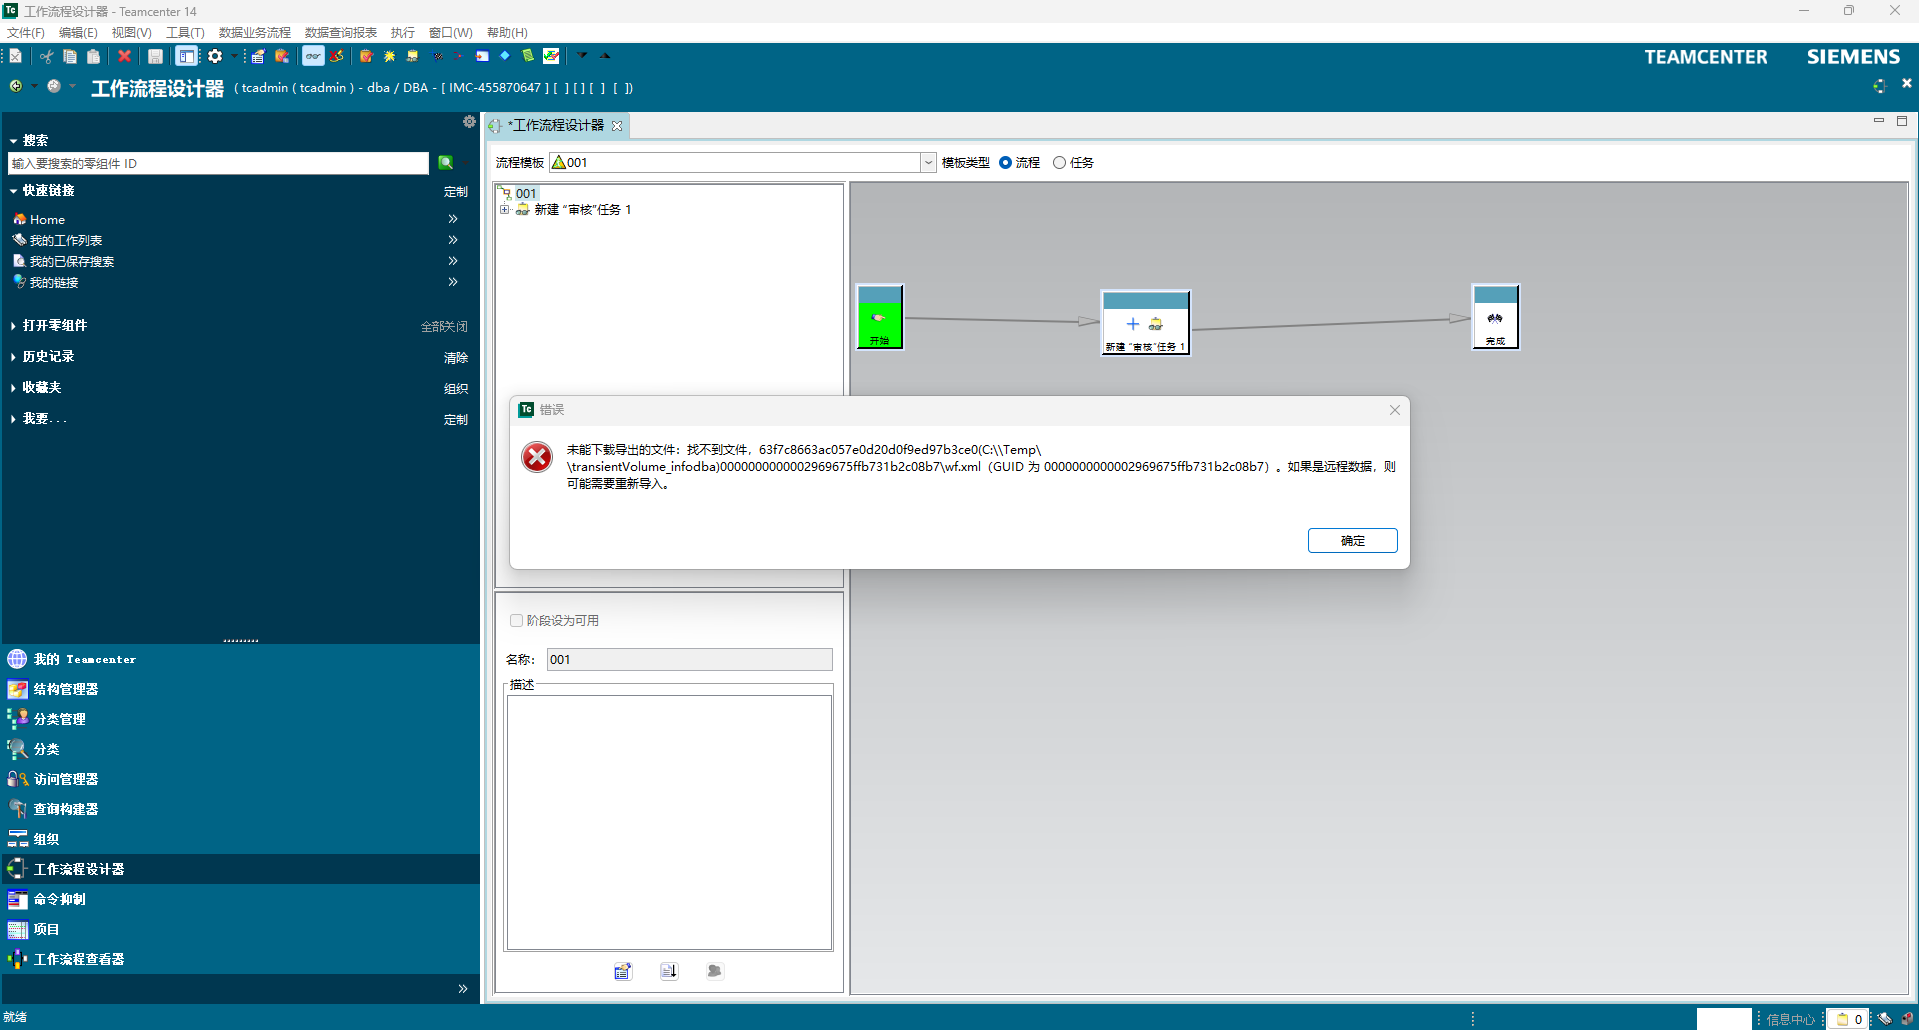 工作流程设计器 - Teamcenter 14
文件(F) 编辑(E) 视图(V) 工具(T) 数据业务流程 数据查询报表 执行 窗口(W) 帮助(H)
TEAMCENTER SIEMENS
工作流程设计器 ( tcadmin ( tcadmin ) - dba / DBA - [ IMC-455870647 ] [ ] [ ] [ ] [ ])
搜索
输入要搜索的零组件 ID
快速链接 定制
Home
我的工作列表
我的已保存搜索
我的链接
打开零组件 全部关闭
历史记录 清除
收藏夹 组织
我要... 定制
我的 Teamcenter
结构管理器
分类管理
分类
访问管理器
查询构建器
组织
工作流程设计器
命令抑制
项目
工作流程查看器
就绪
*工作流程设计器
流程模板 001 模板类型 流程 任务
001
新建 “审核”任务 1
开始
新建 “审核”任务 1
完成
错误
未能下载导出的文件：找不到文件，63f7c8663ac057e0d20d0f9ed97b3ce0(C:\\Temp\
\transientVolume_infodba)0000000000002969675ffb731b2c08b7\wf.xml（GUID 为 0000000000002969675ffb731b2c08b7）。如果是远程数据，则
可能需要重新导入。
确定
阶段设为可用
名称： 001
描述
信息中心 0